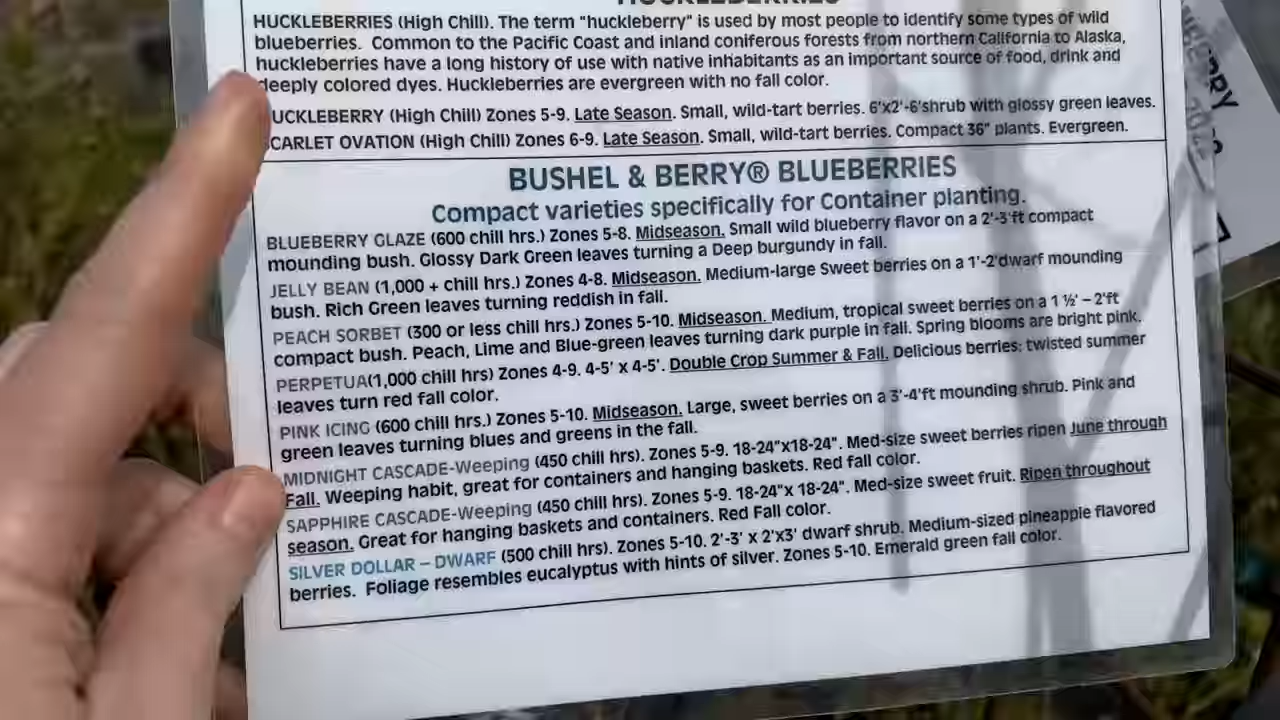 HUCKLEBERRIES
HUCKLEBERRIES (High Chill). The term "huckleberry" is used by most people to identify some types of wild
blueberries. Common to the Pacific Coast and inland coniferous forests from northern California to Alaska,
huckleberries have a long history of use with native inhabitants as an important source of food, drink and
deeply colored dyes. Huckleberries are evergreen with no fall color.
UCKLEBERRY (High Chill) Zones 5-9. Late Season. Small, wild-tart berries. 6'x2'-6'shrub with glossy green leaves.
CARLET OVATION (High Chill) Zones 6-9. Late Season. Small, wild-tart berries. Compact 36" plants. Evergreen.
BUSHEL & BERRY® BLUEBERRIES
Compact varieties specifically for Container planting.
BLUEBERRY GLAZE (600 chill hrs.) Zones 5-8. Midseason. Small wild blueberry flavor on a 2'-3'ft compact
mounding bush. Glossy Dark Green leaves turning a Deep burgundy in fall.
JELLY BEAN (1,000 + chill hrs.) Zones 4-8. Midseason. Medium-large Sweet berries on a 1'-2'dwarf mounding
bush. Rich Green leaves turning reddish in fall.
PEACH SORBET (300 or less chill hrs.) Zones 5-10. Midseason. Medium, tropical sweet berries on a 1 ½' – 2'ft
compact bush. Peach, Lime and Blue-green leaves turning dark purple in fall. Spring blooms are bright pink.
PERPETUA(1,000 chill hrs) Zones 4-9. 4-5' x 4-5'. Double Crop Summer & Fall. Delicious berries; twisted summer
leaves turn red fall color.
PINK ICING (600 chill hrs.) Zones 5-10. Midseason. Large, sweet berries on a 3'-4'ft mounding shrub. Pink and
green leaves turning blues and greens in the fall.
MIDNIGHT CASCADE-Weeping (450 chill hrs). Zones 5-9. 18-24"x18-24". Med-size sweet berries ripen June through
Fall. Weeping habit, great for containers and hanging baskets. Red fall color.
SAPPHIRE CASCADE-Weeping (450 chill hrs). Zones 5-9. 18-24"x 18-24". Med-size sweet fruit. Ripen throughout
season. Great for hanging baskets and containers. Red Fall color.
SILVER DOLLAR – DWARF (500 chill hrs). Zones 5-10. 2'-3' x 2'x3' dwarf shrub. Medium-sized pineapple flavored
berries. Foliage resembles eucalyptus with hints of silver. Zones 5-10. Emerald green fall color.